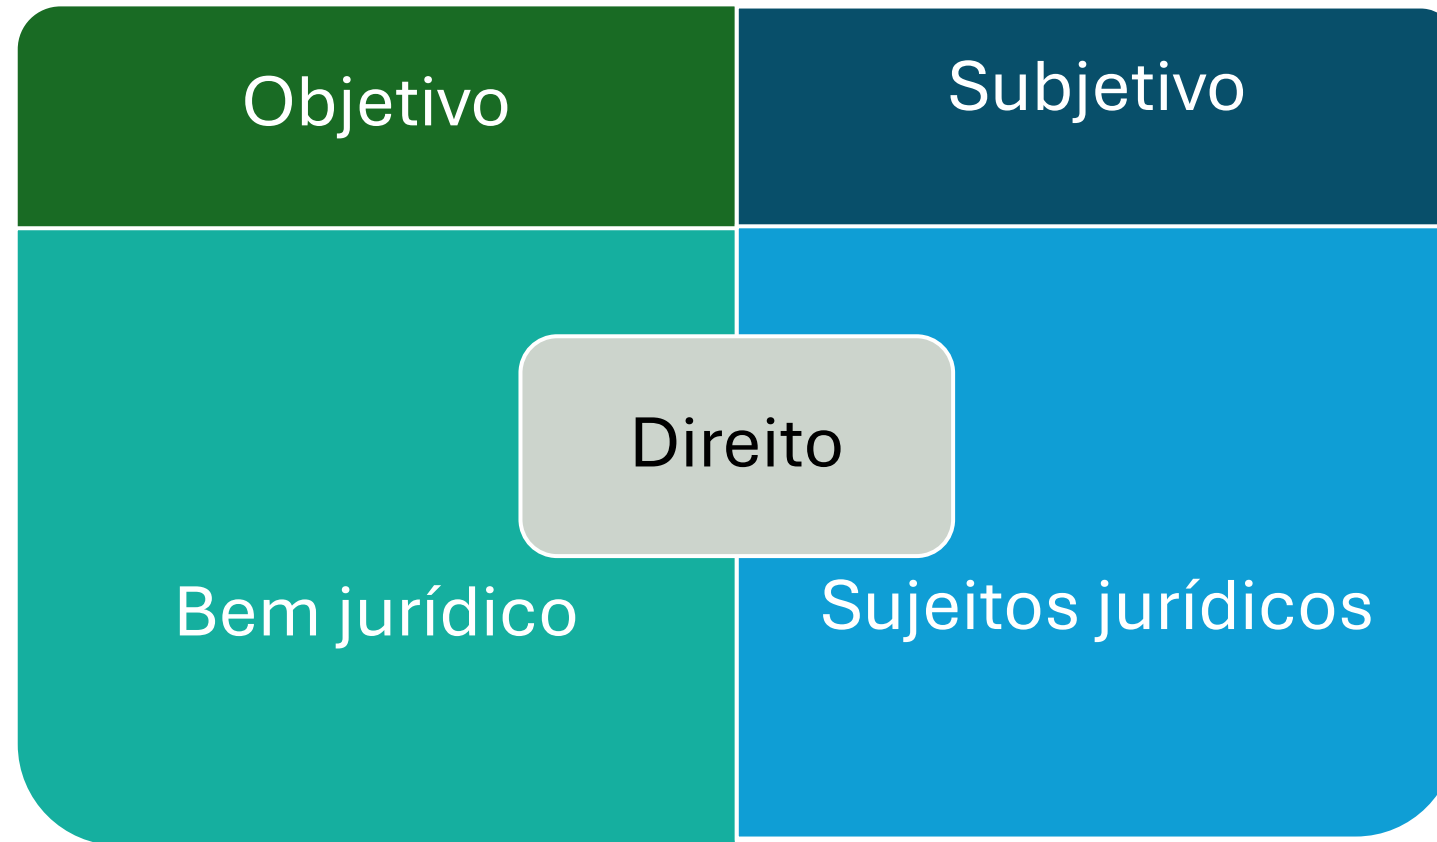 Objetivo
Subjetivo
Direito
Bem jurídico
Sujeitos jurídicos